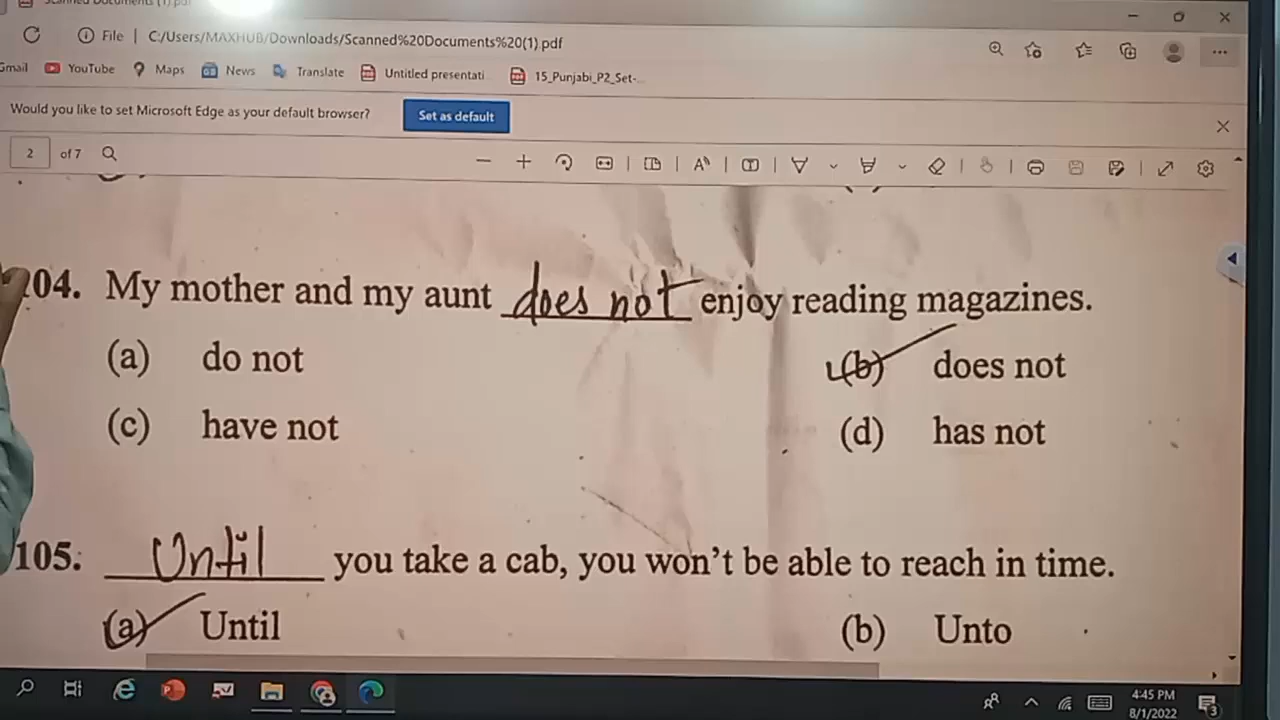 File | C:/Users/MAXHUB/Downloads/Scanned%20Documents%20(1).pdf
Gmail YouTube Maps News Translate Untitled presentati 15_Punjabi_P2_Set-...
Would you like to set Microsoft Edge as your default browser? Set as default
2 of 7
104. My mother and my aunt does not enjoy reading magazines.
(a) do not (b) does not
(c) have not (d) has not
105. Until you take a cab, you won't be able to reach in time.
(a) Until (b) Unto
4:45 PM
8/1/2022